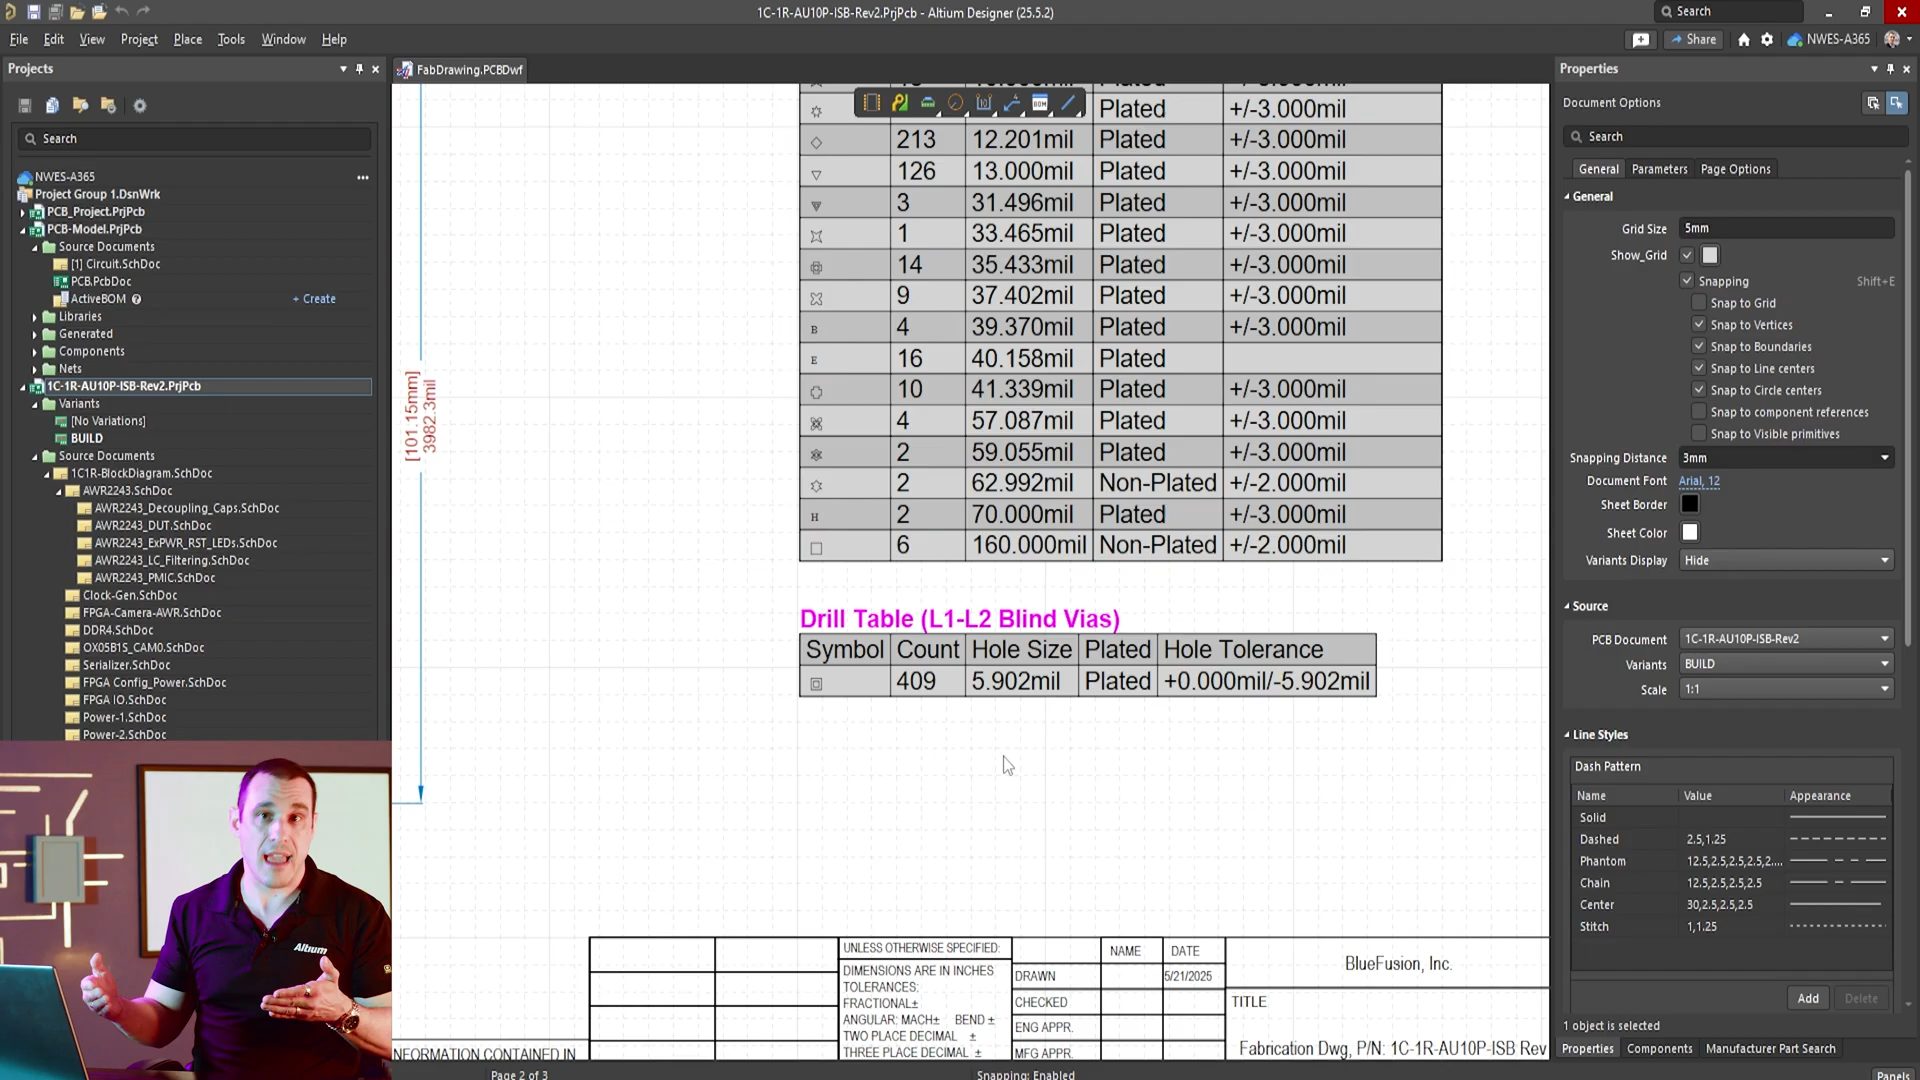 1C-1R-AU10P-ISB-Rev2.PrjPcb - Altium Designer (25.5.2)
Search
File Edit View Project Place Tools Window Help
Share
NWES-A365
Projects
FabDrawing.PCBDwf
Properties
Document Options
Search
Search
General Parameters Page Options
NWES-A365
Project Group 1.DsnWrk
PCB_Project.PrjPcb
PCB-Model.PrjPcb
Source Documents
[1] Circuit.SchDoc
PCB.PcbDoc
ActiveBOM + Create
Libraries
Generated
Components
Nets
1C-1R-AU10P-ISB-Rev2.PrjPcb
Variants
[No Variations]
BUILD
Source Documents
1C1R-BlockDiagram.SchDoc
AWR2243.SchDoc
AWR2243_Decoupling_Caps.SchDoc
AWR2243_DUT.SchDoc
AWR2243_ExPWR_RST_LEDs.SchDoc
AWR2243_LC_Filtering.SchDoc
AWR2243_PMIC.SchDoc
Clock-Gen.SchDoc
FPGA-Camera-AWR.SchDoc
DDR4.SchDoc
OX05B1S_CAM0.SchDoc
Serializer.SchDoc
FPGA Config_Power.SchDoc
FPGA IO.SchDoc
Power-1.SchDoc
Power-2.SchDoc
[101.15mm]
3982.3mil
BOM
Plated +/-3.000mil
213 12.201mil Plated +/-3.000mil
126 13.000mil Plated +/-3.000mil
3 31.496mil Plated +/-3.000mil
1 33.465mil Plated +/-3.000mil
14 35.433mil Plated +/-3.000mil
9 37.402mil Plated +/-3.000mil
B 4 39.370mil Plated +/-3.000mil
E 16 40.158mil Plated
10 41.339mil Plated +/-3.000mil
4 57.087mil Plated +/-3.000mil
2 59.055mil Plated +/-3.000mil
2 62.992mil Non-Plated +/-2.000mil
H 2 70.000mil Plated +/-3.000mil
6 160.000mil Non-Plated +/-2.000mil
Drill Table (L1-L2 Blind Vias)
Symbol Count Hole Size Plated Hole Tolerance
409 5.902mil Plated +0.000mil/-5.902mil
UNLESS OTHERWISE SPECIFIED:
DIMENSIONS ARE IN INCHES
TOLERANCES:
FRACTIONAL±
ANGULAR: MACH± BEND ±
TWO PLACE DECIMAL ±
THREE PLACE DECIMAL ±
NAME DATE
DRAWN 5/21/2025
CHECKED
ENG APPR.
MFG APPR.
BlueFusion, Inc.
TITLE
Fabrication Dwg, P/N: 1C-1R-AU10P-ISB Rev
NFORMATION CONTAINED IN
Altium
Page 2 of 3
Snapping: Enabled
General
Grid Size 5mm
Show_Grid
Snapping Shift+E
Snap to Grid
Snap to Vertices
Snap to Boundaries
Snap to Line centers
Snap to Circle centers
Snap to component references
Snap to Visible primitives
Snapping Distance 3mm
Document Font Arial, 12
Sheet Border
Sheet Color
Variants Display Hide
Source
PCB Document 1C-1R-AU10P-ISB-Rev2
Variants BUILD
Scale 1:1
Line Styles
Dash Pattern
Name Value Appearance
Solid
Dashed 2.5,1.25
Phantom 12.5,2.5,2.5,2.5,2....
Chain 12.5,2.5,2.5,2.5
Center 30,2.5,2.5,2.5
Stitch 1,1.25
Add Delete
1 object is selected
Properties Components Manufacturer Part Search
Panels